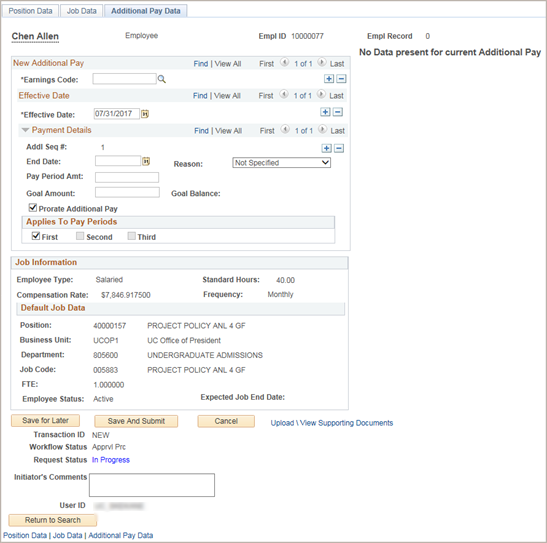 Position Data Job Data Additional Pay Data
Chen Allen Employee Empl ID 10000077 Empl Record 0
No Data present for current Additional Pay
New Additional Pay Find | View All First 1 of 1 Last
*Earnings Code:
Effective Date Find | View All First 1 of 1 Last
*Effective Date: 07/31/2017
Payment Details Find | View All First 1 of 1 Last
Addl Seq #: 1
End Date: Reason: Not Specified
Pay Period Amt:
Goal Amount: Goal Balance:
Prorate Additional Pay
Applies To Pay Periods
First Second Third
Job Information
Employee Type: Salaried Standard Hours: 40.00
Compensation Rate: $7,846.917500 Frequency: Monthly
Default Job Data
Position: 40000157 PROJECT POLICY ANL 4 GF
Business Unit: UCOP1 UC Office of President
Department: 805600 UNDERGRADUATE ADMISSIONS
Job Code: 005883 PROJECT POLICY ANL 4 GF
FTE: 1.000000
Employee Status: Active Expected Job End Date:
Save for Later Save And Submit Cancel Upload \ View Supporting Documents
Transaction ID NEW
Workflow Status Apprvl Prc
Request Status In Progress
Initiator's Comments
User ID
Return to Search
Position Data | Job Data | Additional Pay Data